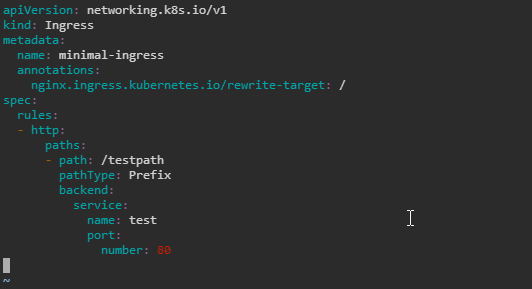 apiVersion: networking.k8s.io/v1
kind: Ingress
metadata:
  name: minimal-ingress
  annotations:
    nginx.ingress.kubernetes.io/rewrite-target: /
spec:
  rules:
  - http:
      paths:
      - path: /testpath
        pathType: Prefix
        backend:
          service:
            name: test
            port:
              number: 80
~